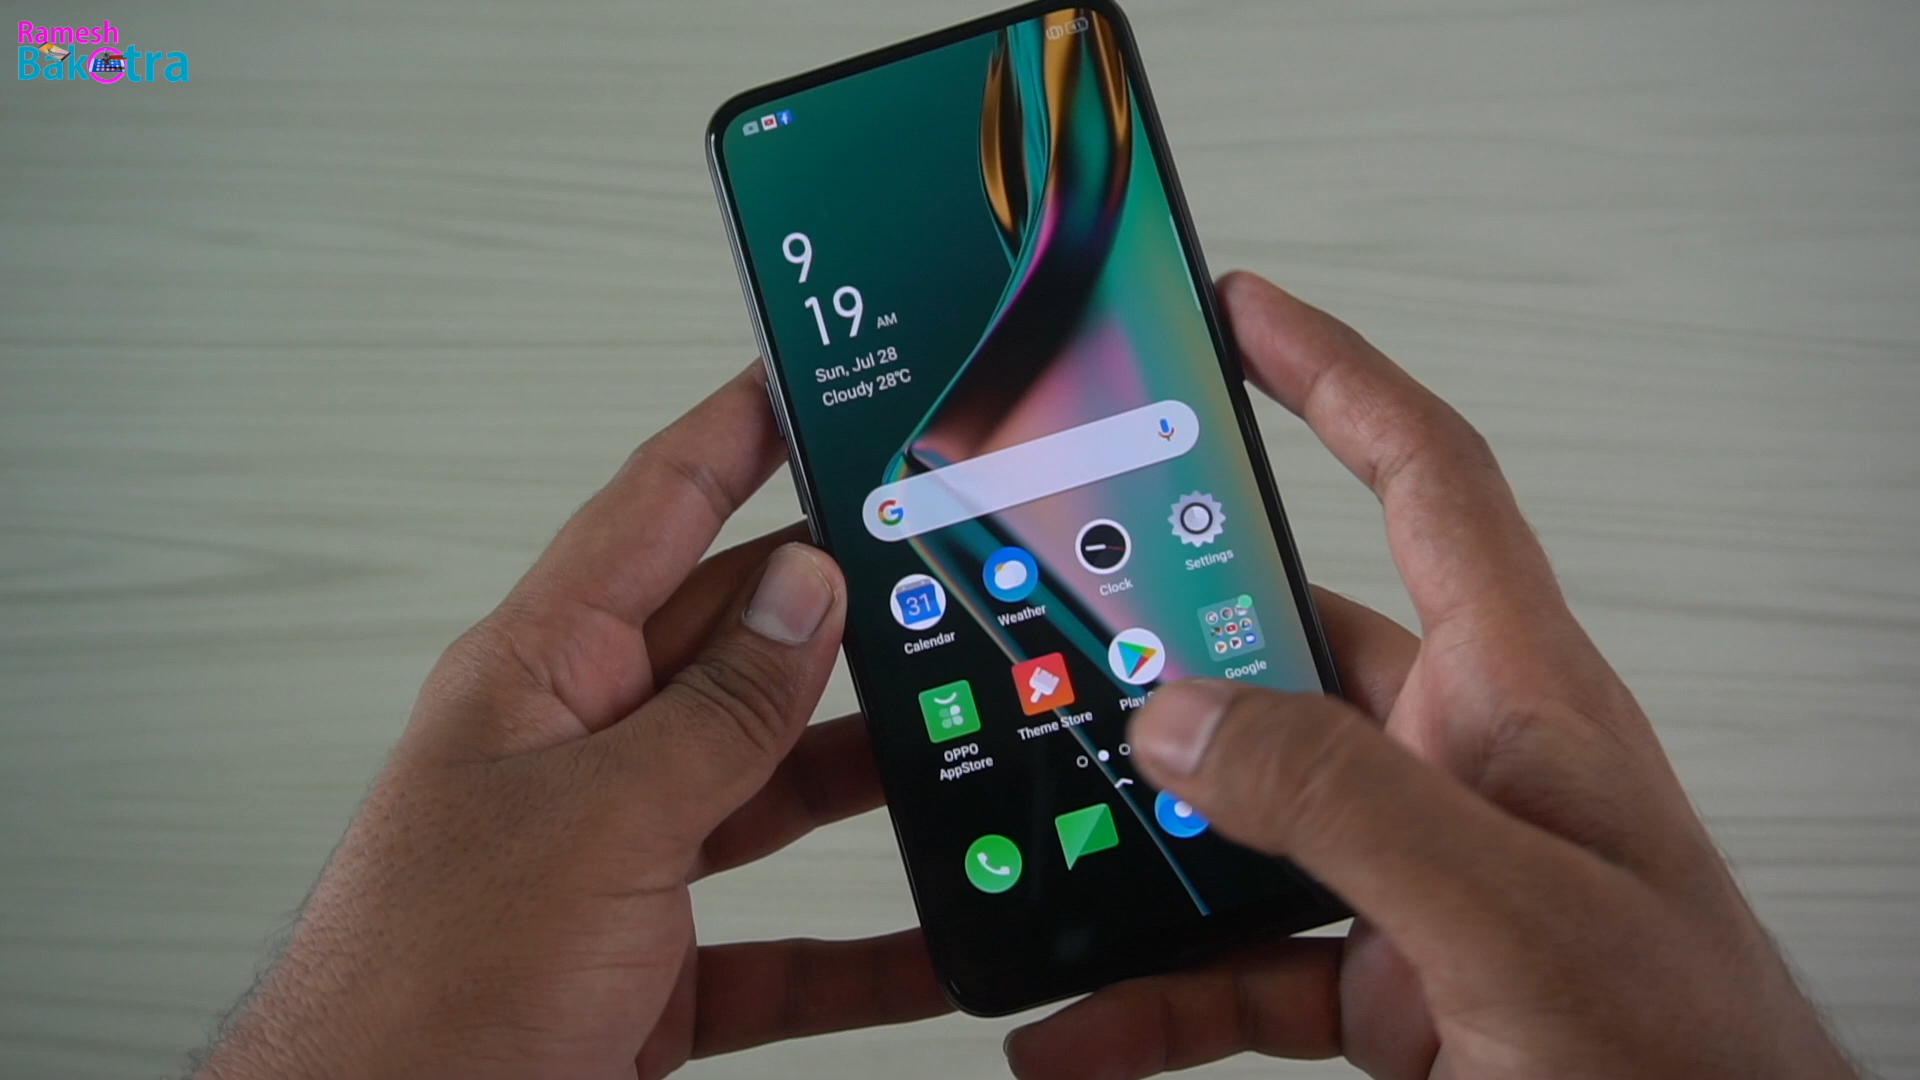 Ramesh
Bakotra
9
19 AM
Sun, Jul 28
Cloudy 28°C
G
Settings
Clock
Weather
31
Calendar
Google
Play
Theme Store
OPPO
AppStore